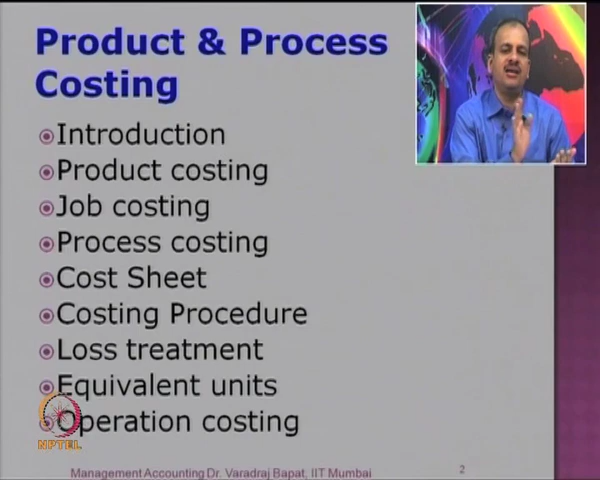 Product & Process
Costing
Introduction
Product costing
Job costing
Process costing
Cost Sheet
Costing Procedure
Loss treatment
Equivalent units
Operation costing
NPTEL
Management Accounting Dr. Varadraj Bapat, IIT Mumbai
2